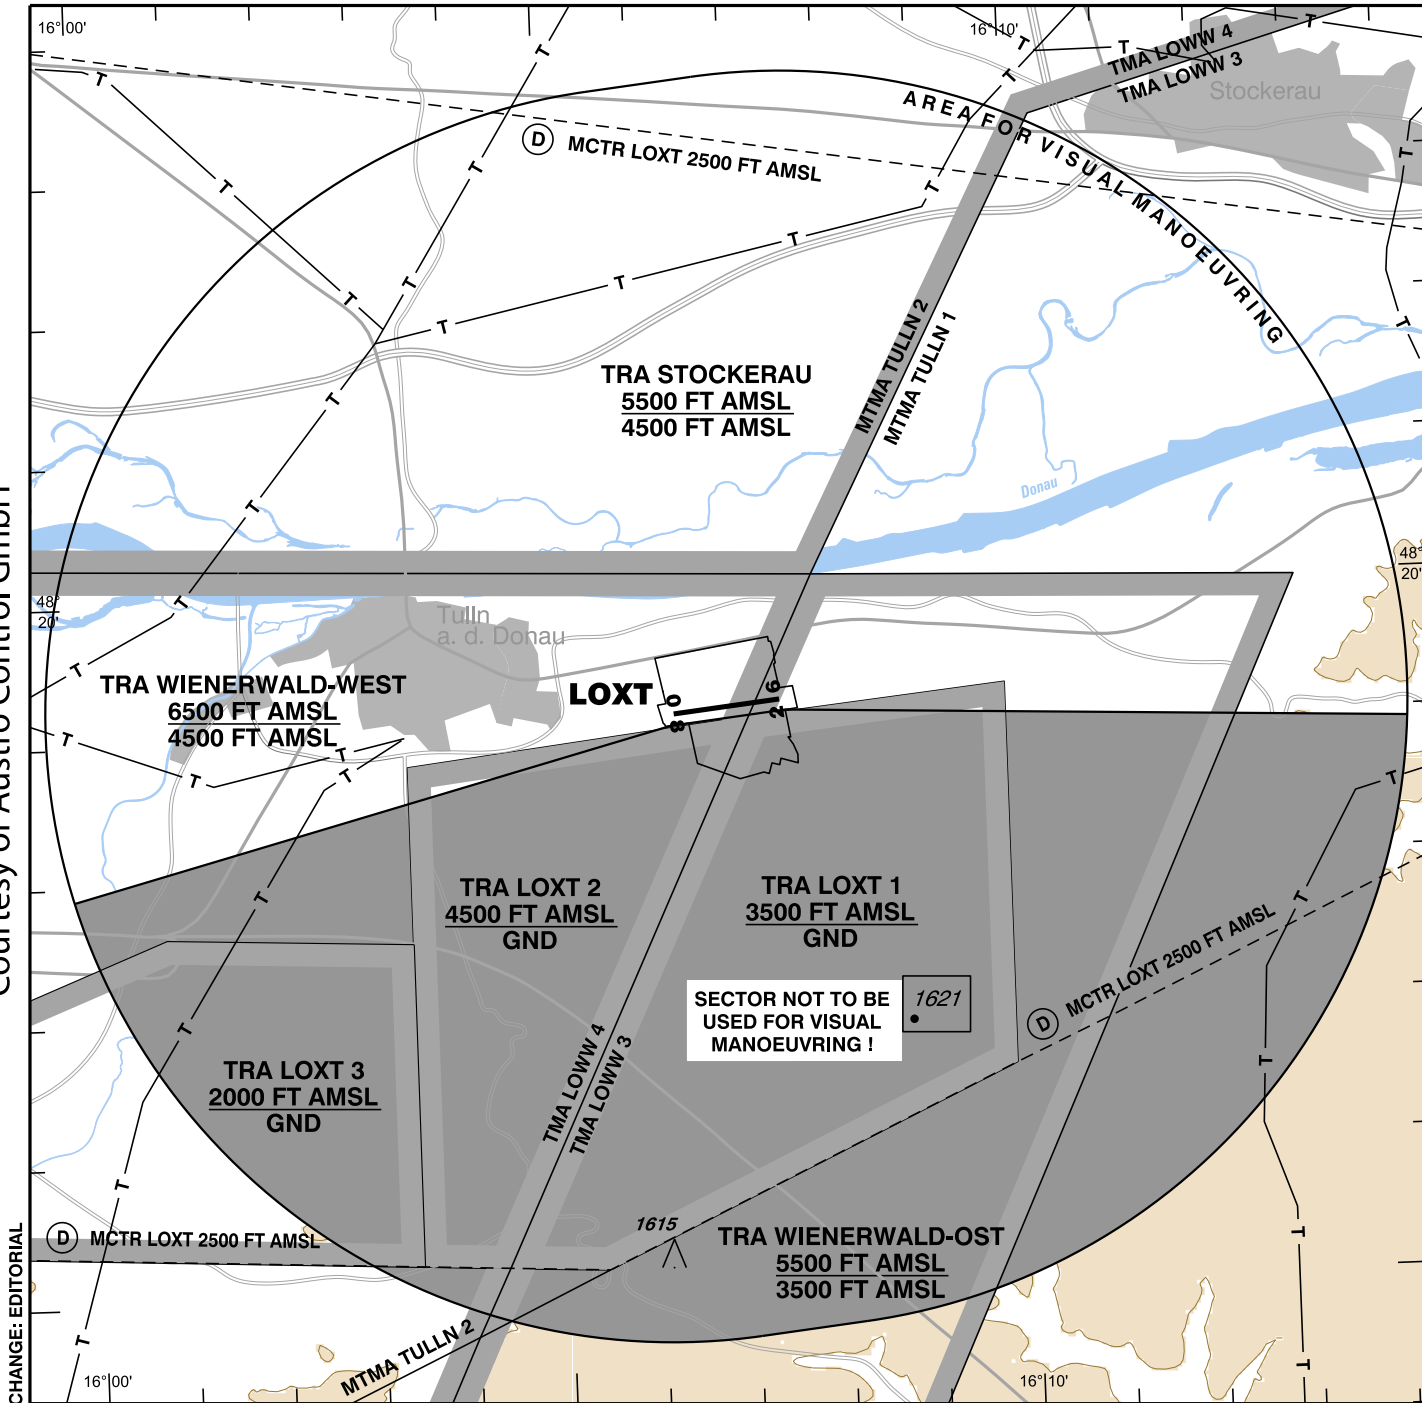 16°00'
16°10'
TMA LOWW 4
TMA LOWW 3
Stockerau
AREA FOR VISUAL MANOEUVRING
D MCTR LOXT 2500 FT AMSL
T T T T T T T T T T T T T T T T T T
MTMA TULLN 2
MTMA TULLN 1
TRA STOCKERAU
5500 FT AMSL
4500 FT AMSL
Donau
48°
20'
48°
20'
Tulln
a. d. Donau
TRA WIENERWALD-WEST
6500 FT AMSL
4500 FT AMSL
LOXT
08
26
T T T T T T T
TRA LOXT 2
4500 FT AMSL
GND
TRA LOXT 1
3500 FT AMSL
GND
SECTOR NOT TO BE
USED FOR VISUAL
MANOEUVRING !
1621
D MCTR LOXT 2500 FT AMSL
TMA LOWW 4
TMA LOWW 3
TRA LOXT 3
2000 FT AMSL
GND
T T T T T T T T
1615
TRA WIENERWALD-OST
5500 FT AMSL
3500 FT AMSL
D MCTR LOXT 2500 FT AMSL
MTMA TULLN 2
16°00'
16°10'
Courtesy of Austro Control GmbH
CHANGE: EDITORIAL